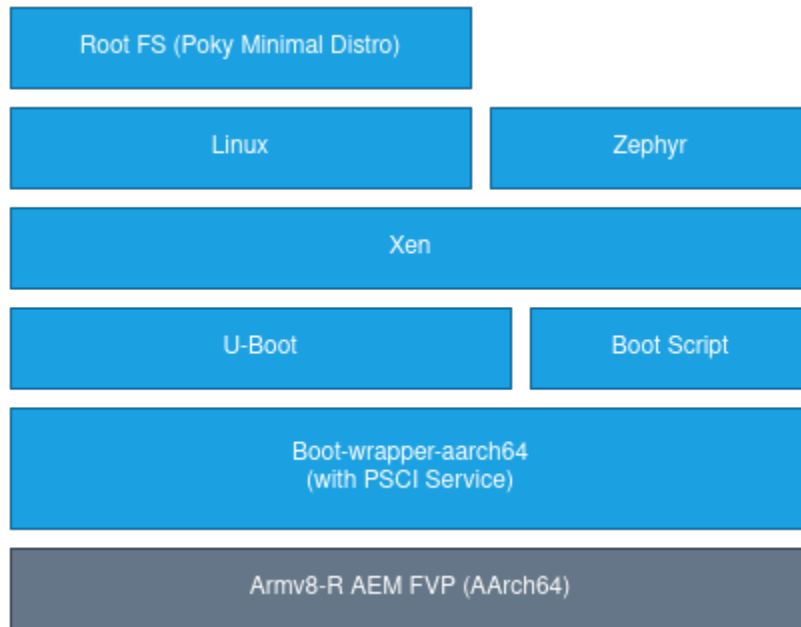 Root FS (Poky Minimal Distro)
Linux
Zephyr
Xen
U-Boot
Boot Script
Boot-wrapper-aarch64
(with PSCI Service)
Armv8-R AEM FVP (AArch64)